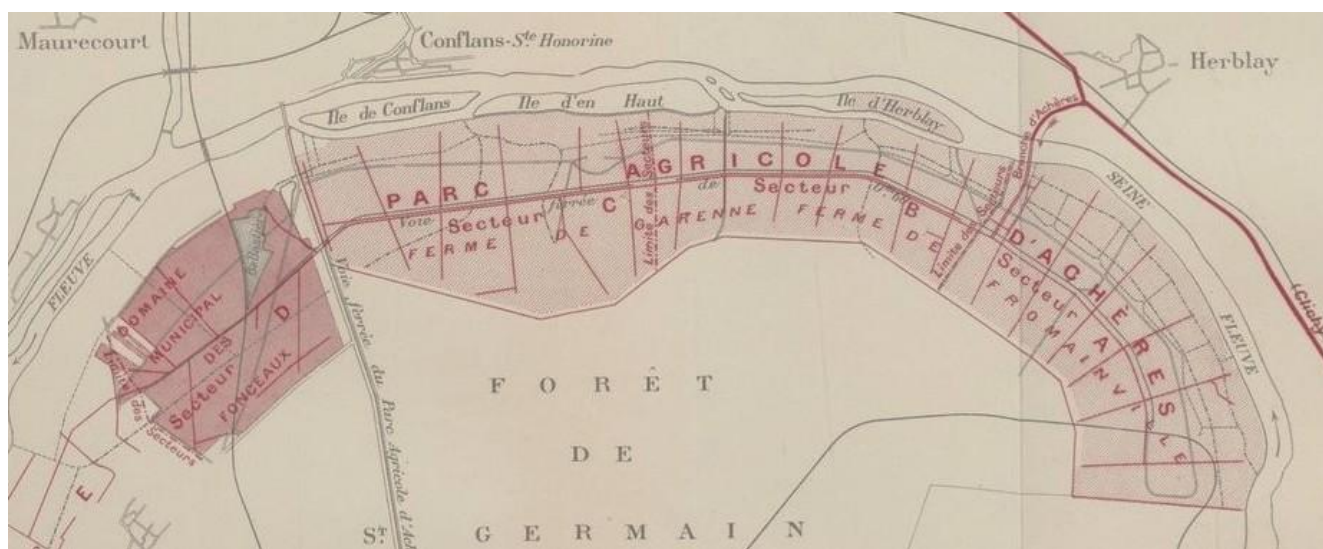 Maurecourt
Conflans-Ste Honorine
Herblay
Ile de Conflans
Ile d'en Haut
Ile d'Herblay
Branche d'Achères
SEINE
FLEUVE
(Clichy
PARC AGRICOLE D'ACHÈRES
Voie ferrée de
Secteur C
Limite des Secteurs
Secteur B
Limite des Secteurs
Secteur A
FERME DE GARENNE
FERME DE FROMAINVILLE
FLEUVE
DOMAINE
MUNICIPAL
DES
FONCEAUX
Secteur D
Limite des Secteurs
E
Voie ferrée du Parc Agricole d'Ach
FORÊT
DE
ST. GERMAIN